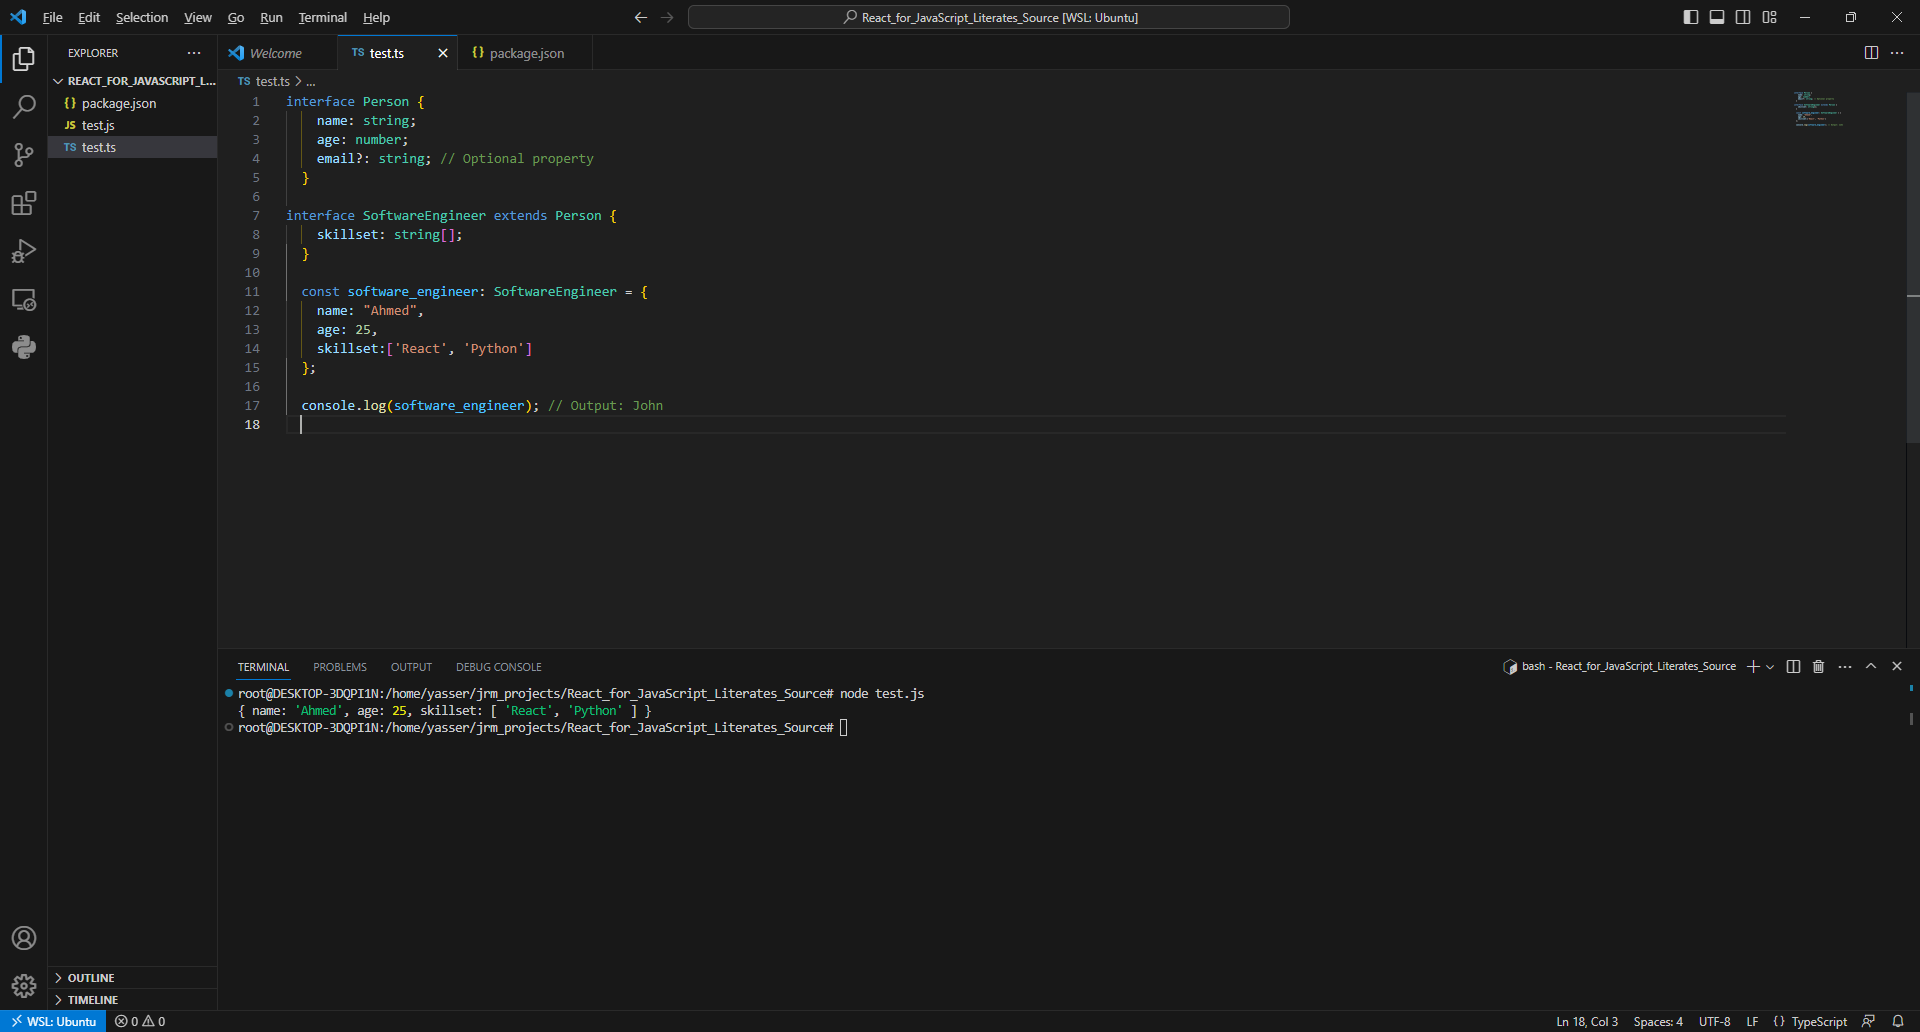 File Edit Selection View Go Run Terminal Help
React_for_JavaScript_Literates_Source [WSL: Ubuntu]
EXPLORER
REACT_FOR_JAVASCRIPT_L...
{} package.json
JS test.js
TS test.ts
OUTLINE
TIMELINE
Welcome
TS test.ts
{} package.json
TS test.ts > ...
1 interface Person {
2 name: string;
3 age: number;
4 email?: string; // Optional property
5 }
6
7 interface SoftwareEngineer extends Person {
8 skillset: string[];
9 }
10
11 const software_engineer: SoftwareEngineer = {
12 name: "Ahmed",
13 age: 25,
14 skillset:['React', 'Python']
15 };
16
17 console.log(software_engineer); // Output: John
18
TERMINAL PROBLEMS OUTPUT DEBUG CONSOLE
bash - React_for_JavaScript_Literates_Source
root@DESKTOP-3DQPI1N:/home/yasser/jrm_projects/React_for_JavaScript_Literates_Source# node test.js
{ name: 'Ahmed', age: 25, skillset: [ 'React', 'Python' ] }
root@DESKTOP-3DQPI1N:/home/yasser/jrm_projects/React_for_JavaScript_Literates_Source#
WSL: Ubuntu 0 0
Ln 18, Col 3 Spaces: 4 UTF-8 LF {} TypeScript